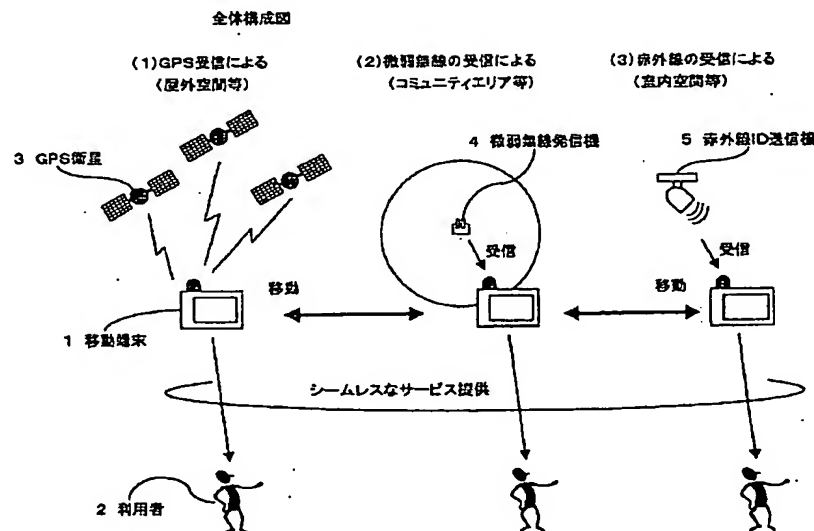 全体構成図
(1)GPS受信による
(屋外空間等)
(2)微弱無線の受信による
(コミュニティエリア等)
(3)赤外線の受信による
(室内空間等)
3 GPS衛星
4 微弱無線発信機
5 赤外線ID送信機
受信
受信
移動
移動
1 移動端末
シームレスなサービス提供
2 利用者